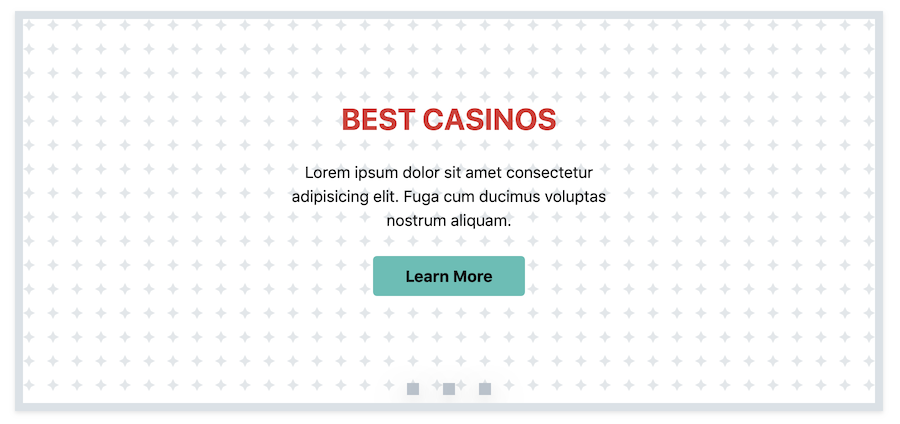 BEST CASINOS
Lorem ipsum dolor sit amet consectetur
adipisicing elit. Fuga cum ducimus voluptas
nostrum aliquam.
Learn More